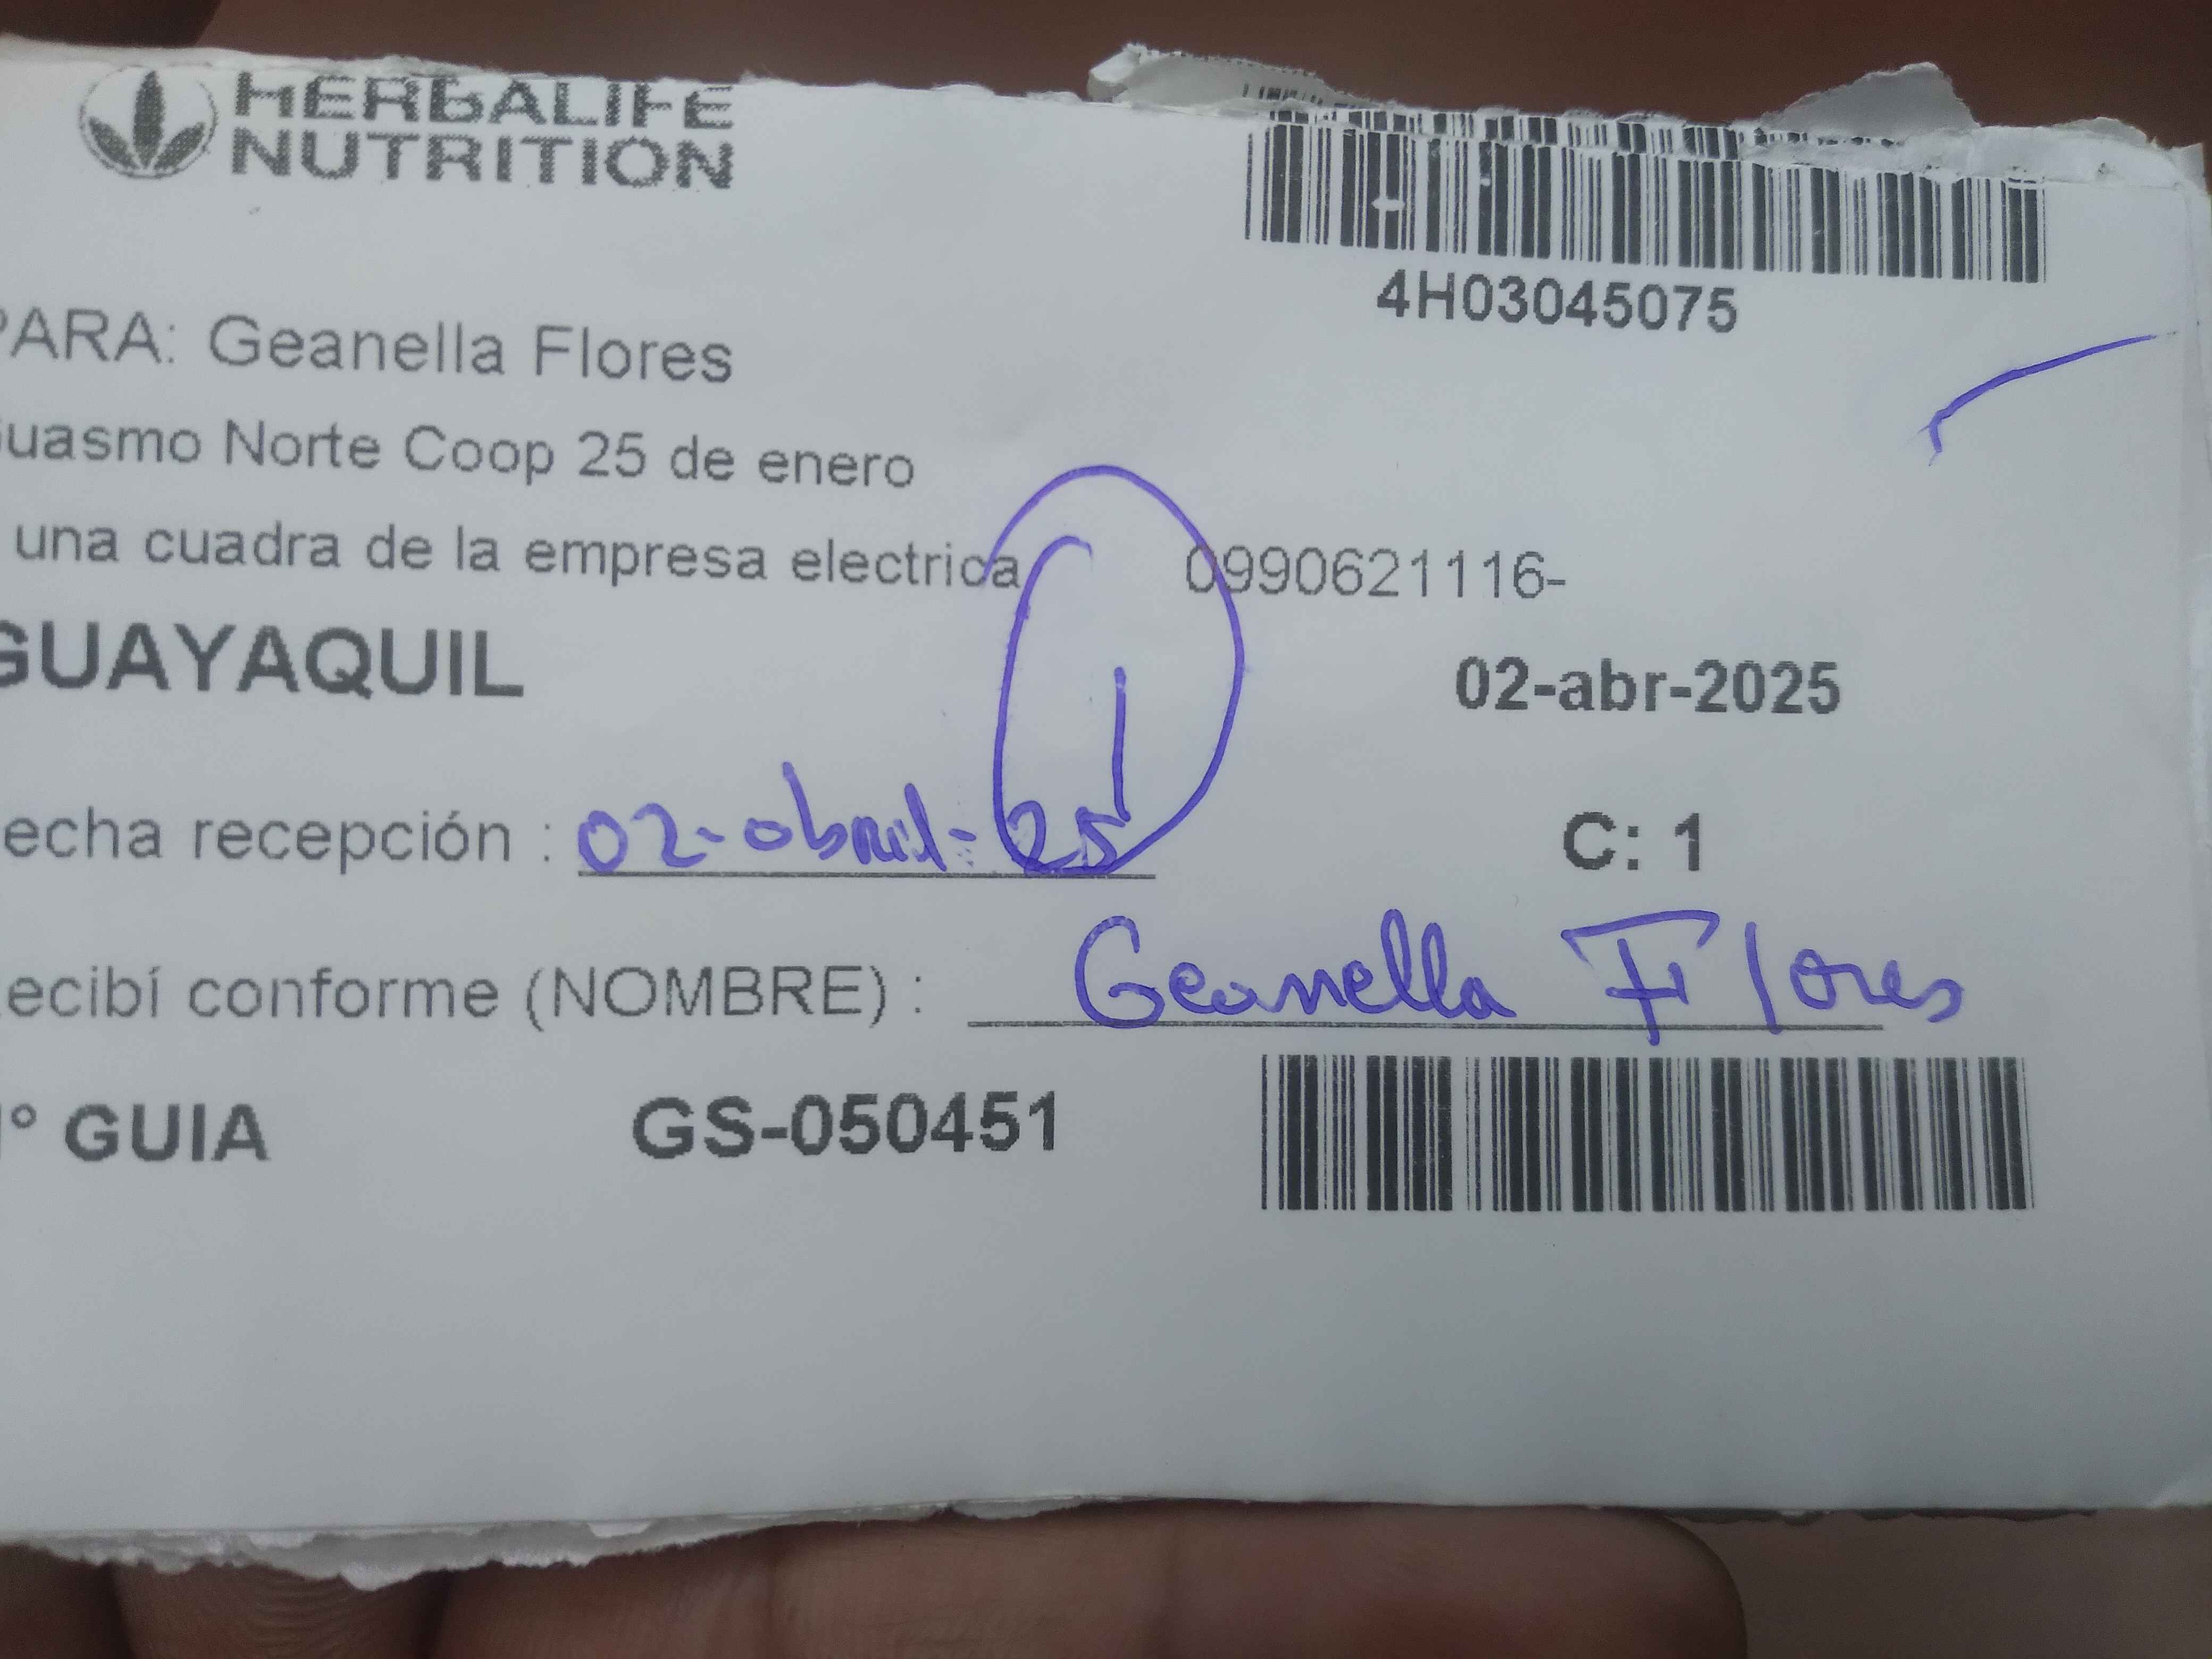 HERBALIFE
NUTRITION
4H03045075
PARA: Geanella Flores
Guasmo Norte Coop 25 de enero
una cuadra de la empresa electrica 0990621116-
GUAYAQUIL
02-abr-2025
echa recepción : 02-abril-25
C: 1
ecibí conforme (NOMBRE) : Geanella Flores
° GUIA GS-050451